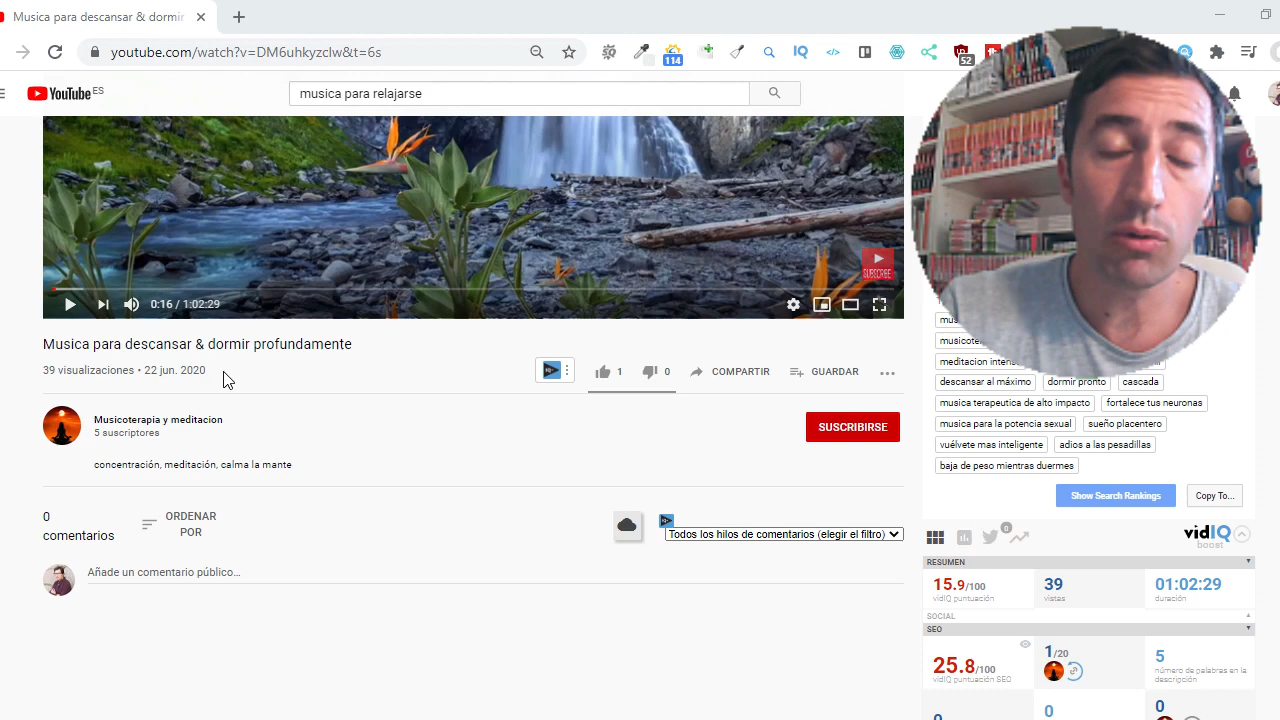 Musica para descansar & dormir
youtube.com/watch?v=DM6uhkyzclw&t=6s
114
52
YouTube ES
musica para relajarse
SUBSCRIBE
0:16 / 1:02:29
Musica para descansar & dormir profundamente
39 visualizaciones • 22 jun. 2020
1
0
COMPARTIR
GUARDAR
Musicoterapia y meditacion
5 suscriptores
SUSCRIBIRSE
concentración, meditación, calma la mante
0 comentarios
ORDENAR POR
Todos los hilos de comentarios (elegir el filtro)
Añade un comentario público...
descansar al máximo
dormir pronto
cascada
musica terapeutica de alto impacto
fortalece tus neuronas
musica para la potencia sexual
sueño placentero
vuélvete mas inteligente
adios a las pesadillas
baja de peso mientras duermes
Show Search Rankings
Copy To...
0
vidIQ
boost
RESUMEN
15.9/100
39
01:02:29
vidIQ puntuación
vistas
duración
SOCIAL
SEO
25.8/100
1/20
5
vidIQ puntuación SEO
número de palabras en la descripción
0
0
0